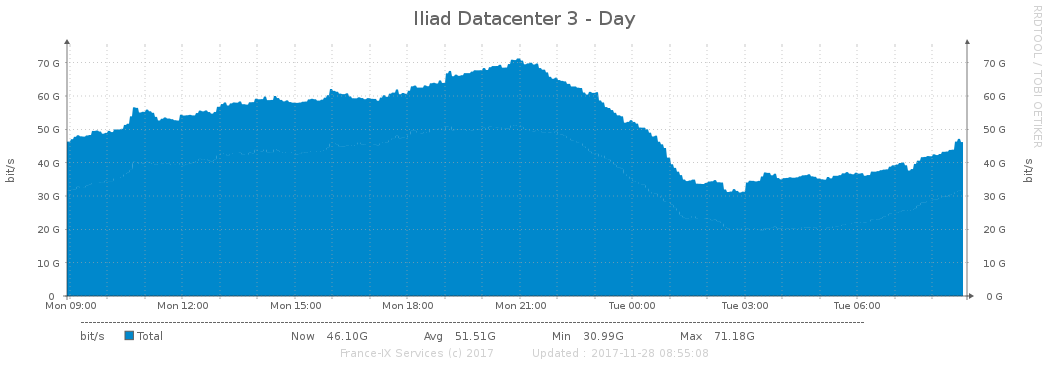 Iliad Datacenter 3 - Day
RRDTOOL / TOBI OETIKER
bit/s
70 G
60 G
50 G
40 G
30 G
20 G
10 G
0
70 G
60 G
50 G
40 G
30 G
20 G
10 G
0 G
bit/s
Mon 09:00 Mon 12:00 Mon 15:00 Mon 18:00 Mon 21:00 Tue 00:00 Tue 03:00 Tue 06:00
bit/s Total Now 46.10G Avg 51.51G Min 30.99G Max 71.18G
France-IX Services (c) 2017 Updated : 2017-11-28 08:55:08